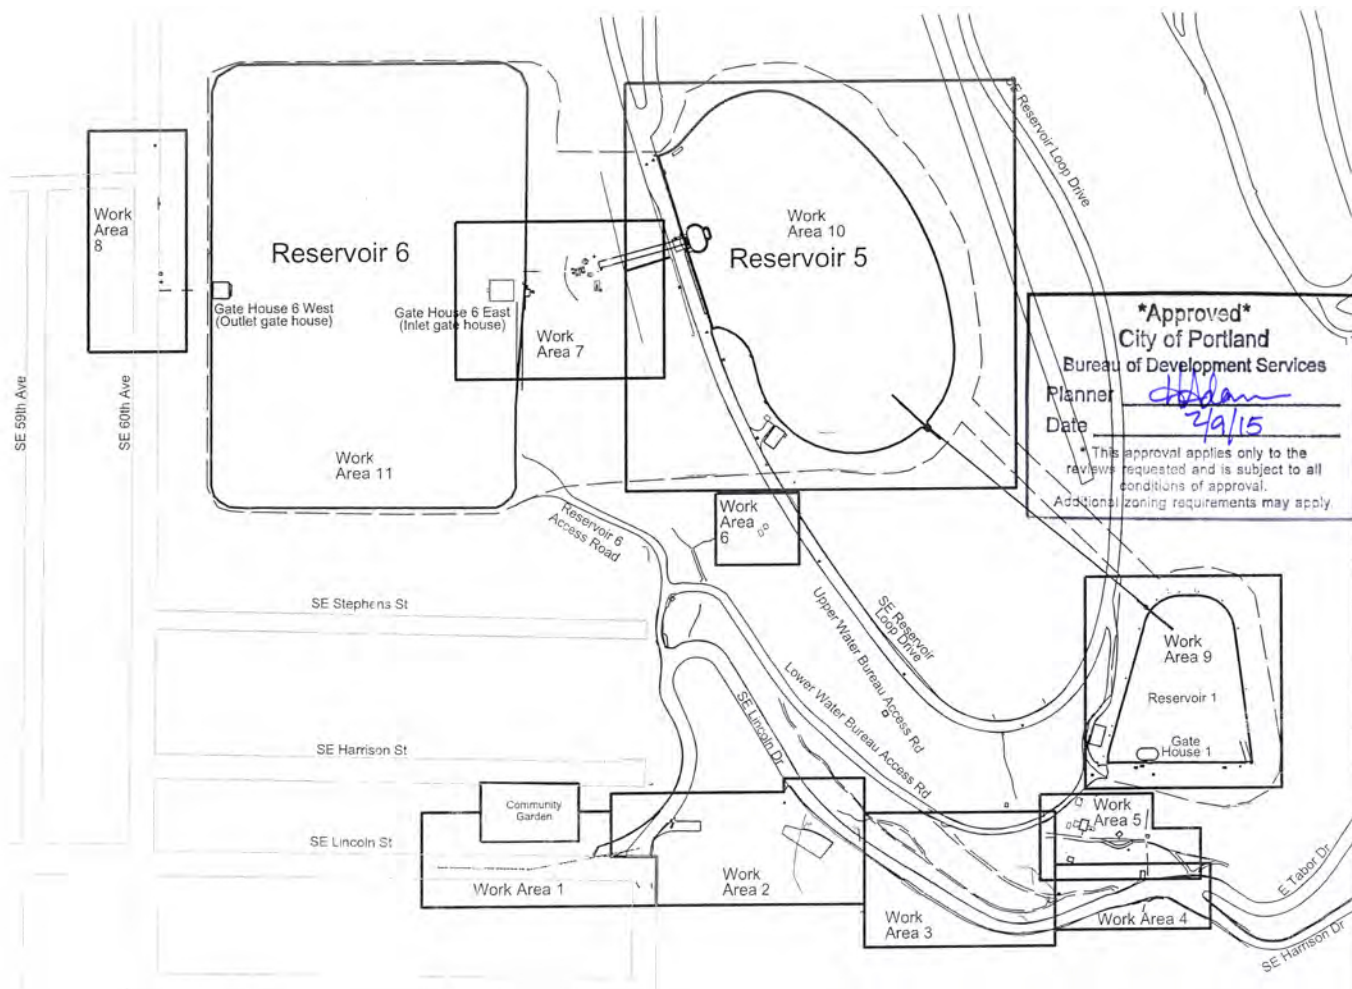 SE Reservoir Loop Drive
Work
Area
8
Work
Area 10
Reservoir 6
Reservoir 5
Gate House 6 West
(Outlet gate house)
Gate House 6 East
(Inlet gate house)
Work
Area 7
*Approved*
City of Portland
Bureau of Development Services
Planner
Date 2/9/15
* This approval applies only to the
reviews requested and is subject to all
conditions of approval.
Additional zoning requirements may apply.
SE 59th Ave
SE 60th Ave
Work
Area 11
Reservoir 6
Access Road
Work
Area
6
SE Stephens St
SE Reservoir
Loop Drive
Upper Water Bureau Access Rd
Lower Water Bureau Access Rd
SE Lincoln Dr
Work
Area 9
Reservoir 1
Gate
House 1
SE Harrison St
Community
Garden
SE Lincoln St
Work Area 1
Work
Area 2
Work
Area 3
Work
Area 5
Work Area 4
E Tabor Dr
SE Harrison Dr